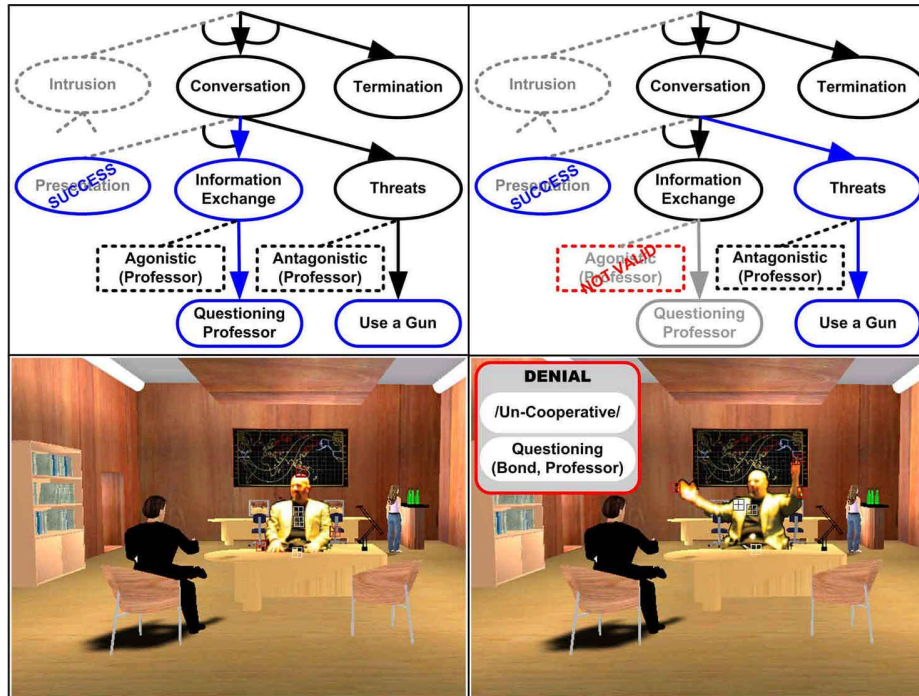 Intrusion
Conversation
Termination
Presentation
SUCCESS
Information
Exchange
Threats
Agonistic
(Professor)
Antagonistic
(Professor)
Questioning
Professor
Use a Gun
Intrusion
Conversation
Termination
Presentation
SUCCESS
Information
Exchange
Threats
Agonistic
(Professor)
NOT VALID
Antagonistic
(Professor)
Questioning
Professor
Use a Gun
DENIAL
/Un-Cooperative/
Questioning
(Bond, Professor)